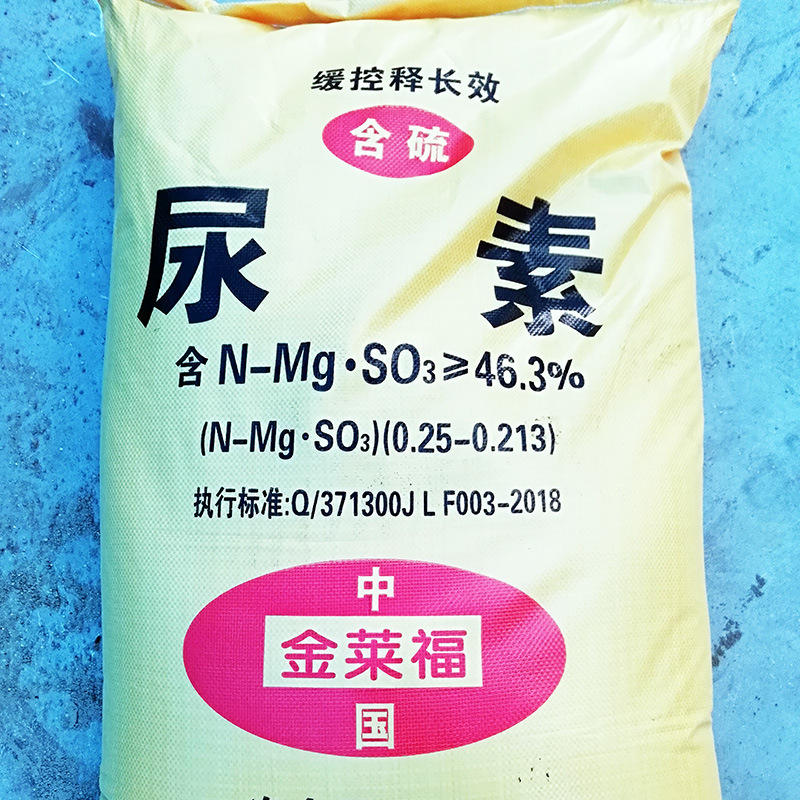 缓控释长效
含硫
尿素
含N-Mg·SO₃≥46.3%
(N-Mg·SO₃)(0.25-0.213)
执行标准:Q/371300J L F003-2018
中
金莱福
国